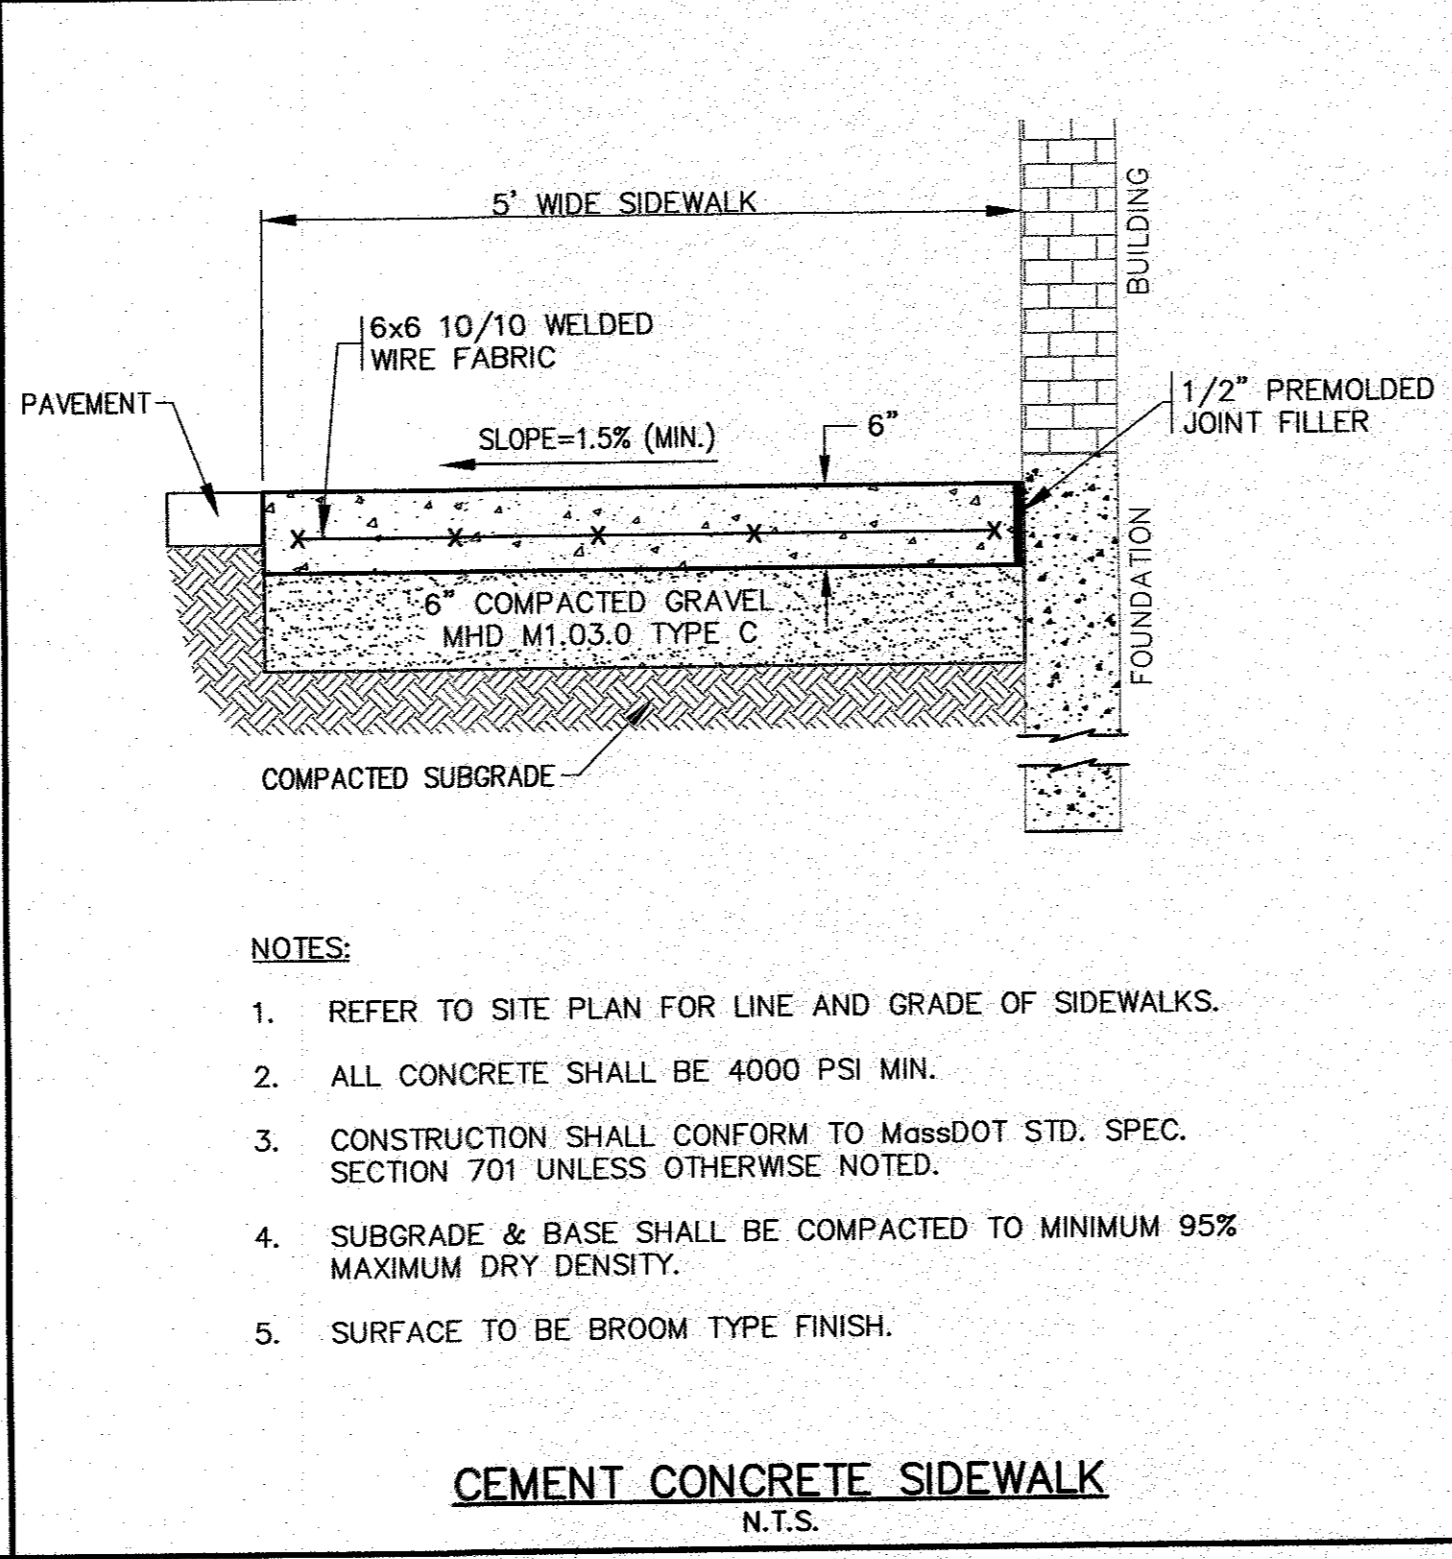 5' WIDE SIDEWALK
BUILDING
6x6 10/10 WELDED
WIRE FABRIC
PAVEMENT
1/2" PREMOLDED
JOINT FILLER
SLOPE=1.5% (MIN.)
6"
FOUNDATION
6" COMPACTED GRAVEL
MHD M1.03.0 TYPE C
COMPACTED SUBGRADE
NOTES:
1. REFER TO SITE PLAN FOR LINE AND GRADE OF SIDEWALKS.
2. ALL CONCRETE SHALL BE 4000 PSI MIN.
3. CONSTRUCTION SHALL CONFORM TO MassDOT STD. SPEC.
SECTION 701 UNLESS OTHERWISE NOTED.
4. SUBGRADE & BASE SHALL BE COMPACTED TO MINIMUM 95%
MAXIMUM DRY DENSITY.
5. SURFACE TO BE BROOM TYPE FINISH.
CEMENT CONCRETE SIDEWALK
N.T.S.